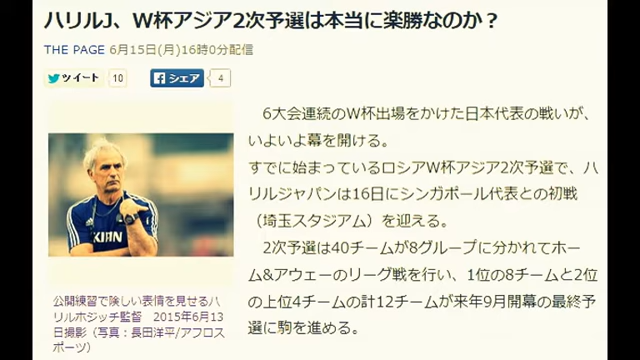 ハリルJ、W杯アジア2次予選は本当に楽勝なのか？
THE PAGE 6月15日(月)16時0分配信
ツイート 10 シェア 4
6大会連続のW杯出場をかけた日本代表の戦いが、
いよいよ幕を開ける。
すでに始まっているロシアW杯アジア2次予選で、ハ
リルジャパンは16日にシンガポール代表との初戦
（埼玉スタジアム）を迎える。
2次予選は40チームが8グループに分かれてホー
ム&アウェーのリーグ戦を行い、1位の8チームと2位
の上位4チームの計12チームが来年9月開幕の最終予
選に駒を進める。
KIRIN
公開練習で険しい表情を見せるハ
リルホジッチ監督 2015年6月13
日撮影（写真：長田洋平/アフロス
ポーツ）